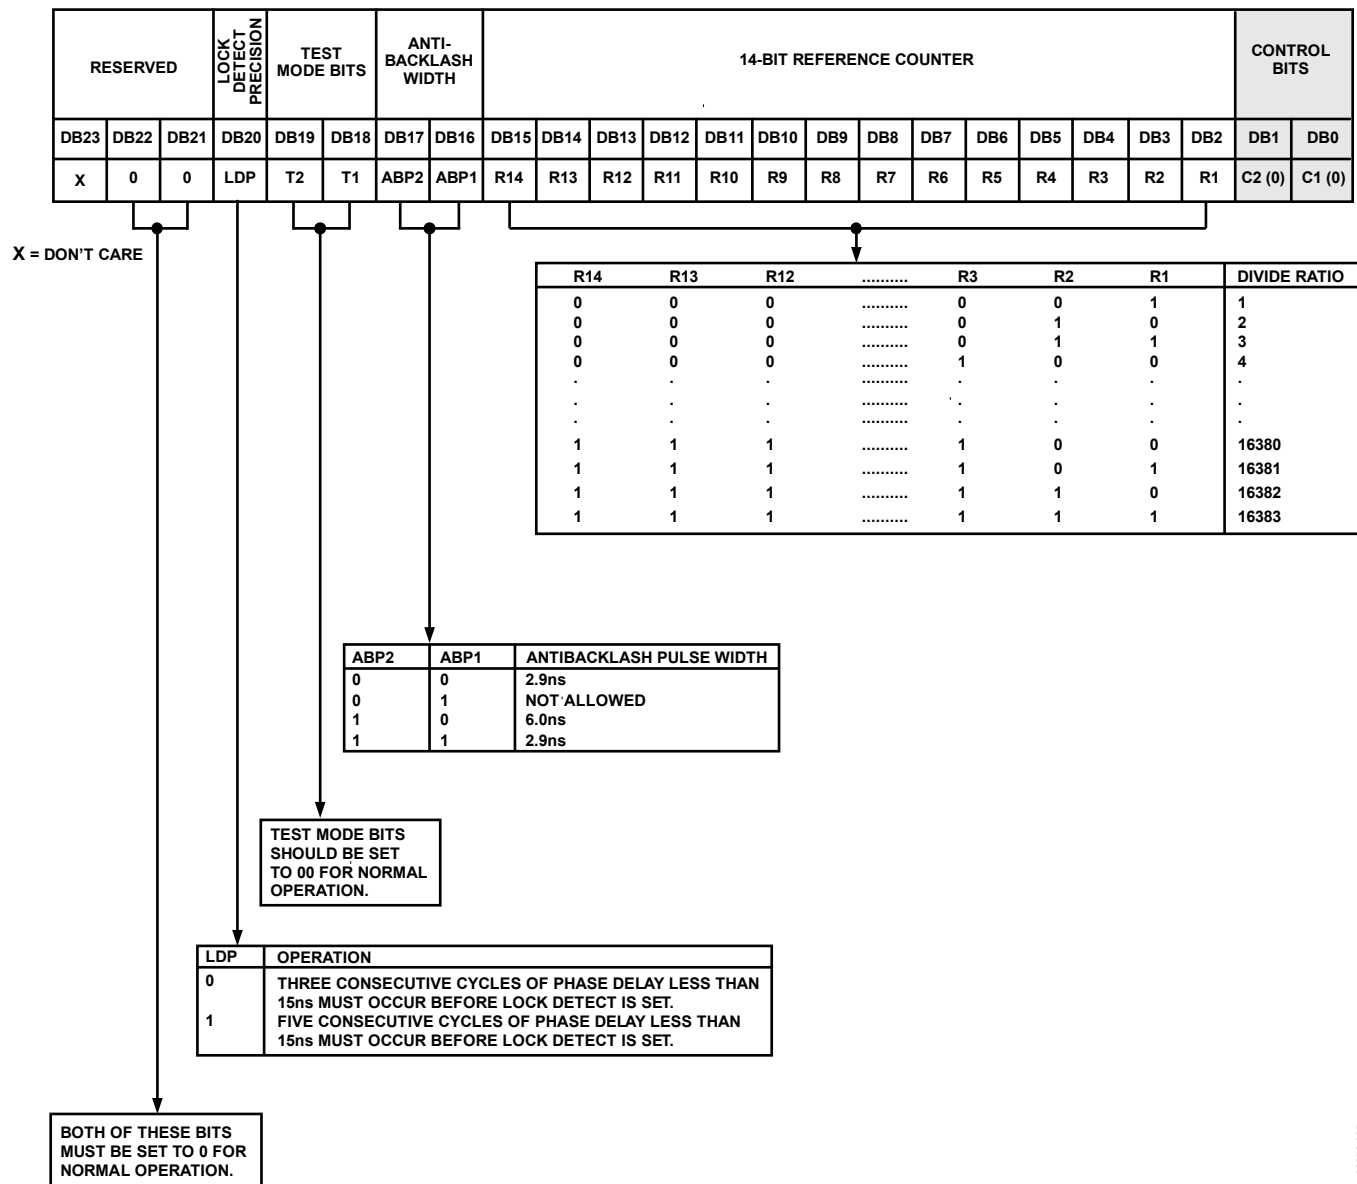 RESERVED
LOCK DETECT PRECISION
TEST MODE BITS
ANTI-BACKLASH WIDTH
14-BIT REFERENCE COUNTER
CONTROL BITS
DB23 DB22 DB21 DB20 DB19 DB18 DB17 DB16 DB15 DB14 DB13 DB12 DB11 DB10 DB9 DB8 DB7 DB6 DB5 DB4 DB3 DB2 DB1 DB0
X 0 0 LDP T2 T1 ABP2 ABP1 R14 R13 R12 R11 R10 R9 R8 R7 R6 R5 R4 R3 R2 R1 C2 (0) C1 (0)
X = DON'T CARE
R14 R13 R12 .......... R3 R2 R1 DIVIDE RATIO
0 0 0 .......... 0 0 1 1
0 0 0 .......... 0 1 0 2
0 0 0 .......... 0 1 1 3
0 0 0 .......... 1 0 0 4
. . . .......... . . . .
. . . .......... . . . .
. . . .......... . . . .
1 1 1 .......... 1 0 0 16380
1 1 1 .......... 1 0 1 16381
1 1 1 .......... 1 1 0 16382
1 1 1 .......... 1 1 1 16383
ABP2 ABP1 ANTIBACKLASH PULSE WIDTH
0 0 2.9ns
0 1 NOT ALLOWED
1 0 6.0ns
1 1 2.9ns
TEST MODE BITS
SHOULD BE SET
TO 00 FOR NORMAL
OPERATION.
LDP OPERATION
0 THREE CONSECUTIVE CYCLES OF PHASE DELAY LESS THAN
15ns MUST OCCUR BEFORE LOCK DETECT IS SET.
1 FIVE CONSECUTIVE CYCLES OF PHASE DELAY LESS THAN
15ns MUST OCCUR BEFORE LOCK DETECT IS SET.
BOTH OF THESE BITS
MUST BE SET TO 0 FOR
NORMAL OPERATION.